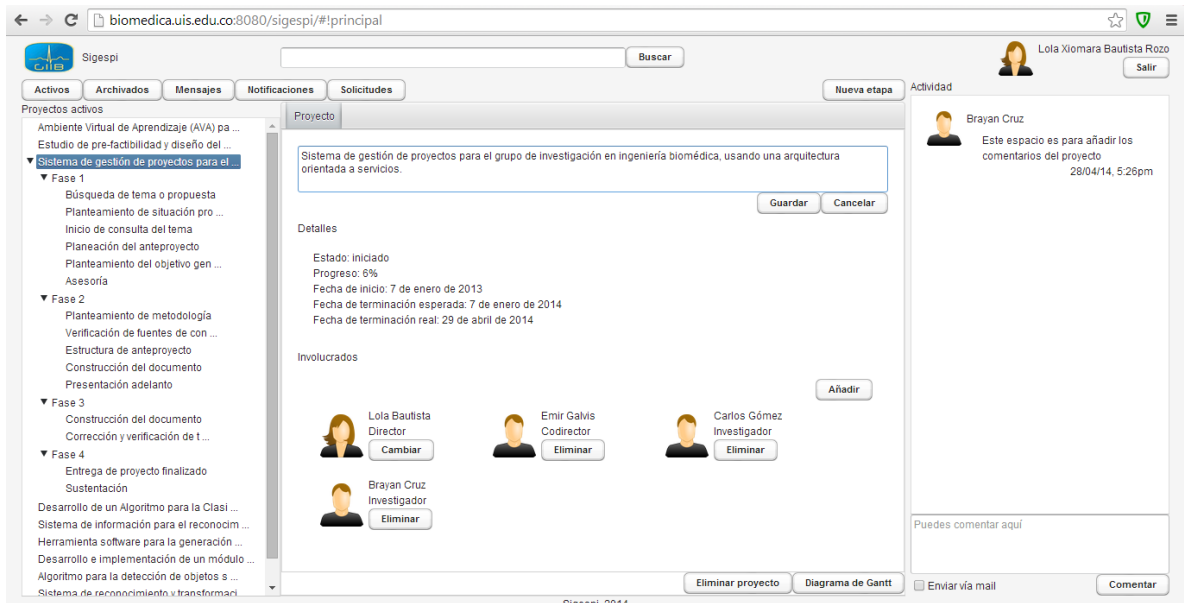 biomedica.uis.edu.co:8080/sigespi/#!principal
GIIB
Sigespi
Buscar
Lola Xiomara Bautista Rozo
Salir
Activos
Archivados
Mensajes
Notificaciones
Solicitudes
Nueva etapa
Proyectos activos
Ambiente Virtual de Aprendizaje (AVA) pa ...
Estudio de pre-factibilidad y diseño del ...
Sistema de gestión de proyectos para el ...
Fase 1
Búsqueda de tema o propuesta
Planteamiento de situación pro ...
Inicio de consulta del tema
Planeación del anteproyecto
Planteamiento del objetivo gen ...
Asesoría
Fase 2
Planteamiento de metodología
Verificación de fuentes de con ...
Estructura de anteproyecto
Construcción del documento
Presentación adelanto
Fase 3
Construcción del documento
Corrección y verificación de t ...
Fase 4
Entrega de proyecto finalizado
Sustentación
Desarrollo de un Algoritmo para la Clasi ...
Sistema de información para el reconocim ...
Herramienta software para la generación ...
Desarrollo e implementación de un módulo ...
Algoritmo para la detección de objetos s ...
Sistema de reconocimiento y transformaci
Proyecto
Sistema de gestión de proyectos para el grupo de investigación en ingeniería biomédica, usando una arquitectura
orientada a servicios.
Guardar
Cancelar
Detalles
Estado: iniciado
Progreso: 6%
Fecha de inicio: 7 de enero de 2013
Fecha de terminación esperada: 7 de enero de 2014
Fecha de terminación real: 29 de abril de 2014
Involucrados
Añadir
Lola Bautista
Director
Cambiar
Emir Galvis
Codirector
Eliminar
Carlos Gómez
Investigador
Eliminar
Brayan Cruz
Investigador
Eliminar
Eliminar proyecto
Diagrama de Gantt
Sigespi, 2014
Actividad
Brayan Cruz
Este espacio es para añadir los
comentarios del proyecto
28/04/14, 5:26pm
Puedes comentar aquí
Enviar vía mail
Comentar